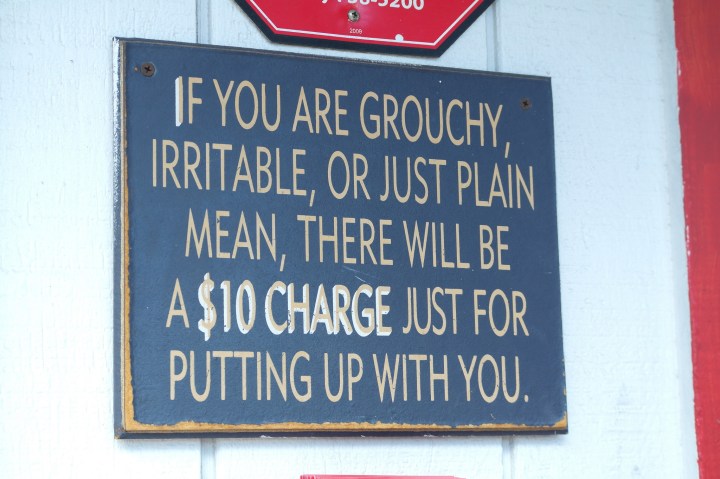 2009
IF YOU ARE GROUCHY,
IRRITABLE, OR JUST PLAIN
MEAN, THERE WILL BE
A $10 CHARGE JUST FOR
PUTTING UP WITH YOU.